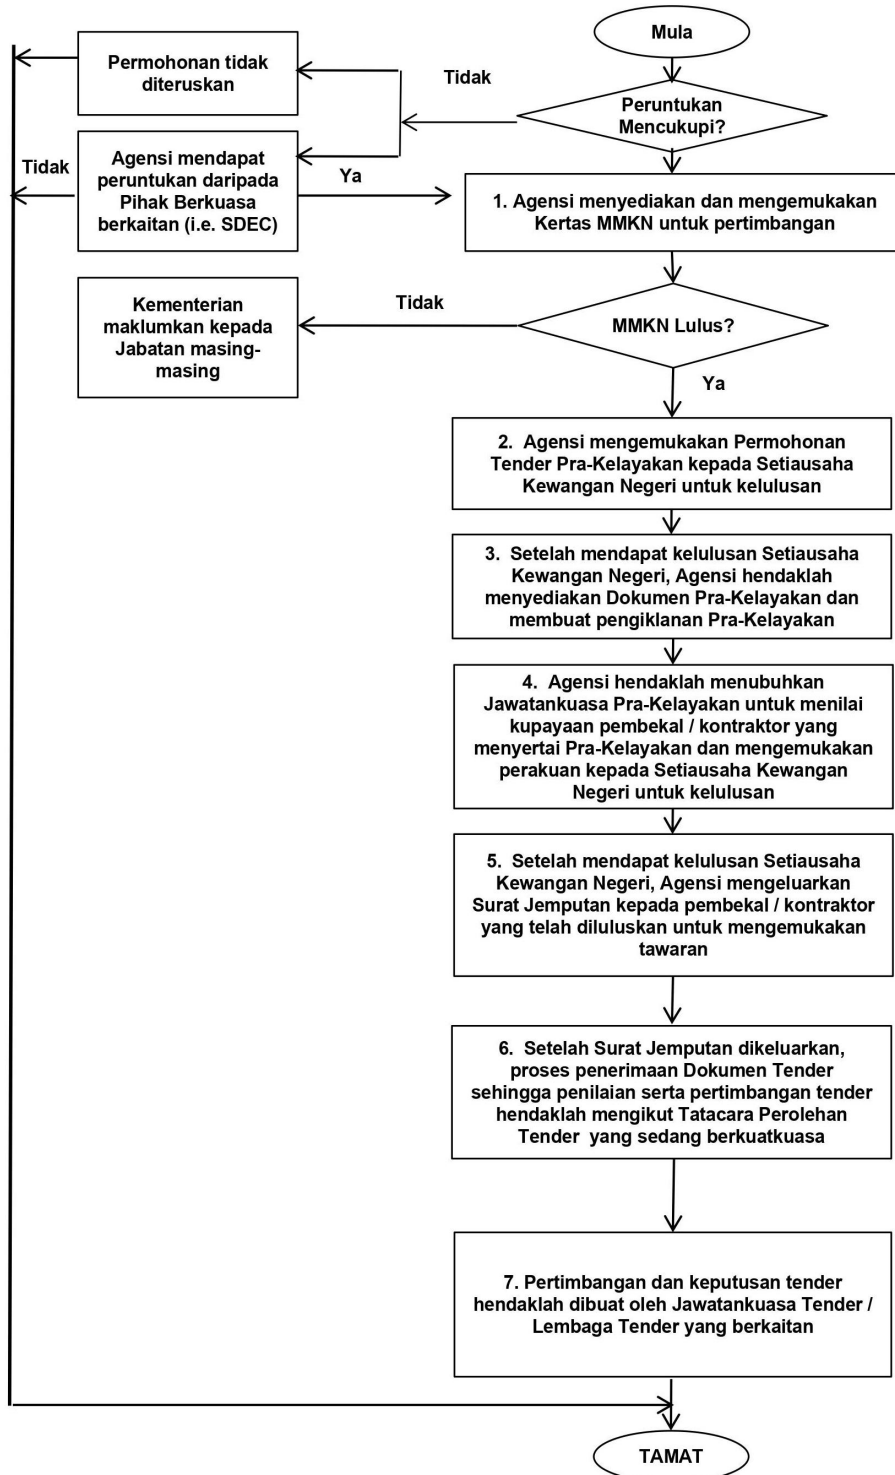 Mula
Permohonan tidak
diteruskan
Tidak
Peruntukan
Mencukupi?
Tidak
Agensi mendapat
peruntukan daripada
Pihak Berkuasa
berkaitan (i.e. SDEC)
Ya
1. Agensi menyediakan dan mengemukakan
Kertas MMKN untuk pertimbangan
Kementerian
maklumkan kepada
Jabatan masing-
masing
Tidak
MMKN Lulus?
Ya
2. Agensi mengemukakan Permohonan
Tender Pra-Kelayakan kepada Setiausaha
Kewangan Negeri untuk kelulusan
3. Setelah mendapat kelulusan Setiausaha
Kewangan Negeri, Agensi hendaklah
menyediakan Dokumen Pra-Kelayakan dan
membuat pengiklanan Pra-Kelayakan
4. Agensi hendaklah menubuhkan
Jawatankuasa Pra-Kelayakan untuk menilai
kupayaan pembekal / kontraktor yang
menyertai Pra-Kelayakan dan mengemukakan
perakuan kepada Setiausaha Kewangan
Negeri untuk kelulusan
5. Setelah mendapat kelulusan Setiausaha
Kewangan Negeri, Agensi mengeluarkan
Surat Jemputan kepada pembekal / kontraktor
yang telah diluluskan untuk mengemukakan
tawaran
6. Setelah Surat Jemputan dikeluarkan,
proses penerimaan Dokumen Tender
sehingga penilaian serta pertimbangan tender
hendaklah mengikut Tatacara Perolehan
Tender yang sedang berkuatkuasa
7. Pertimbangan dan keputusan tender
hendaklah dibuat oleh Jawatankuasa Tender /
Lembaga Tender yang berkaitan
TAMAT